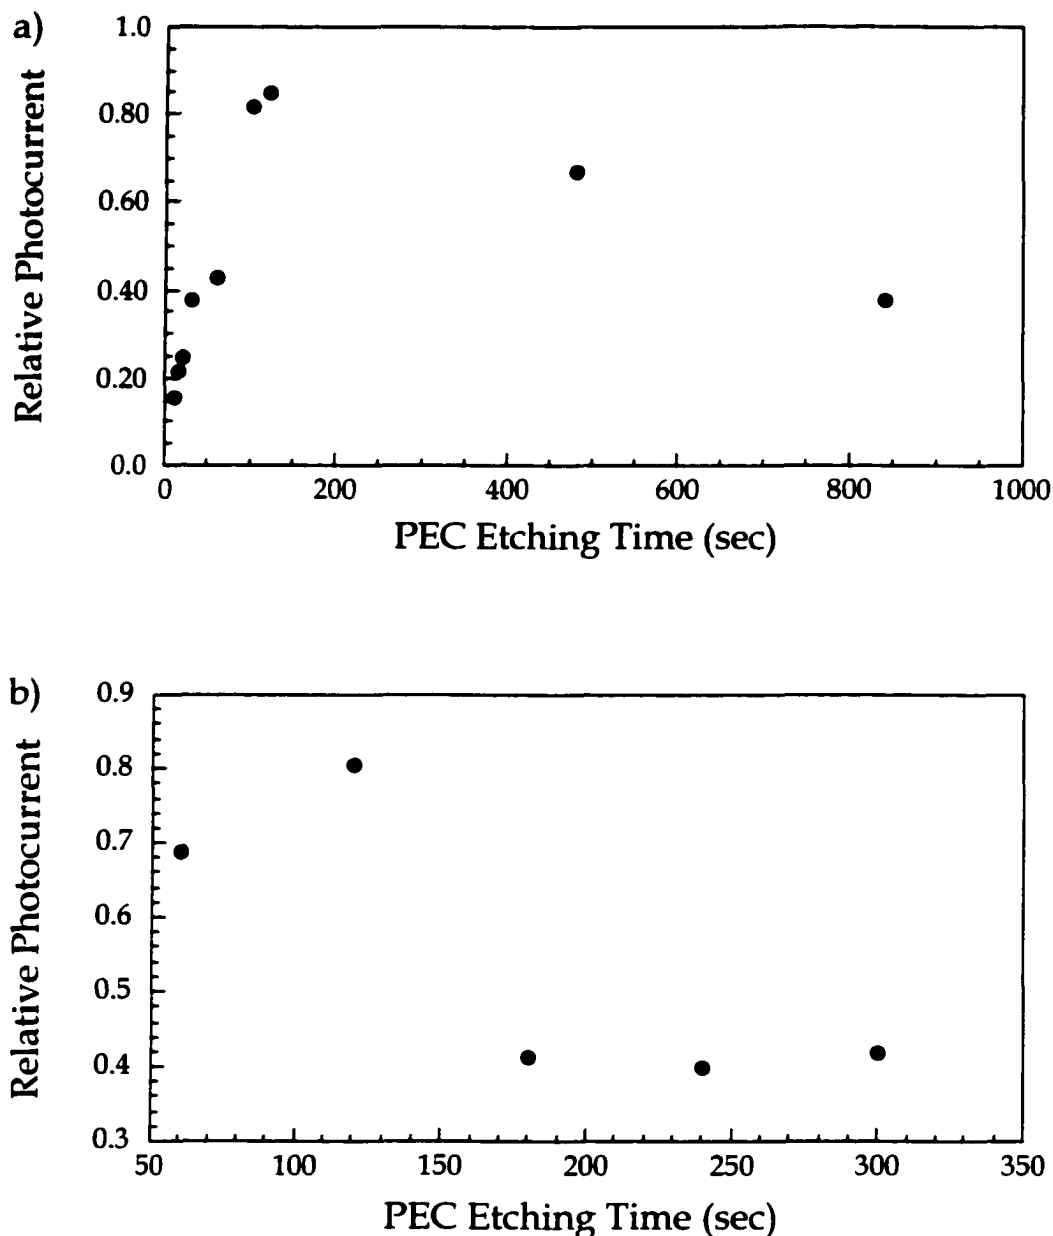 a)
Relative Photocurrent
1.0
0.80
0.60
0.40
0.20
0.0
0 200 400 600 800 1000
PEC Etching Time (sec)
b)
Relative Photocurrent
0.9
0.8
0.7
0.6
0.5
0.4
0.3
50 100 150 200 250 300 350
PEC Etching Time (sec)